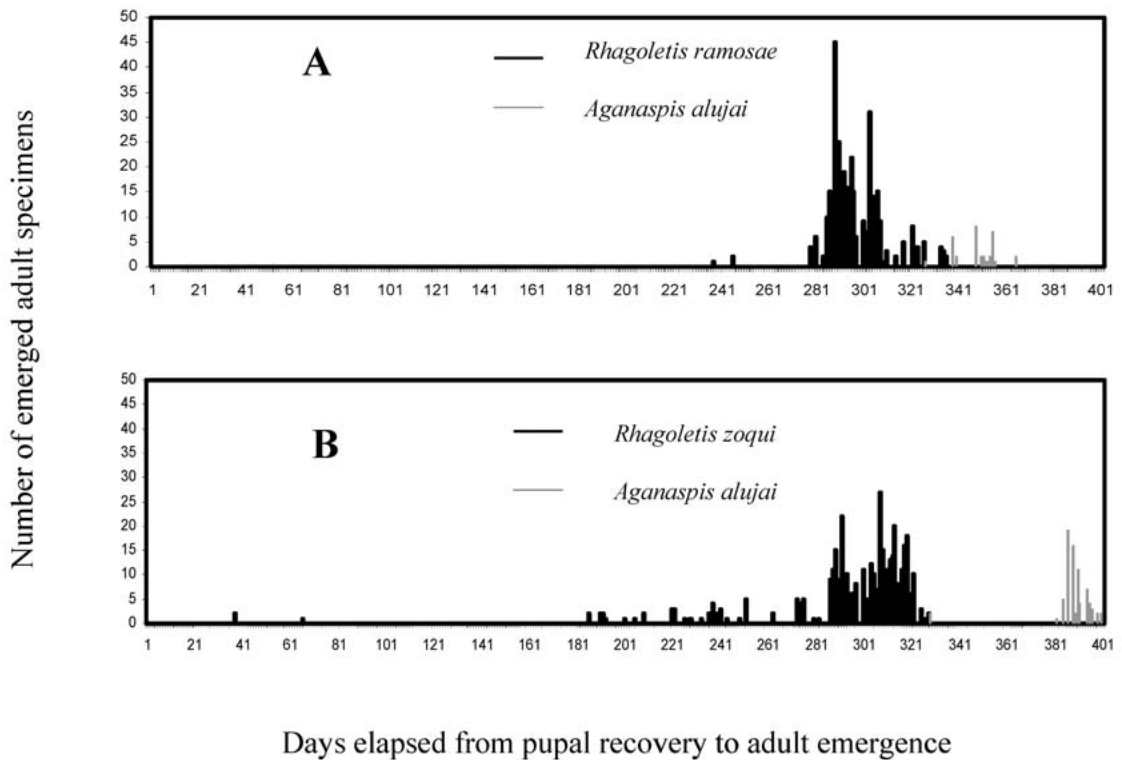 Number of emerged adult specimens
50
45
40
35
30
25
20
15
10
5
0
A
Rhagoletis ramosae
Aganaspis alujai
1 21 41 61 81 101 121 141 161 181 201 221 241 261 281 301 321 341 361 381 401
50
45
40
35
30
25
20
15
10
5
0
B
Rhagoletis zoqui
Aganaspis alujai
1 21 41 61 81 101 121 141 161 181 201 221 241 261 281 301 321 341 361 381 401
Days elapsed from pupal recovery to adult emergence